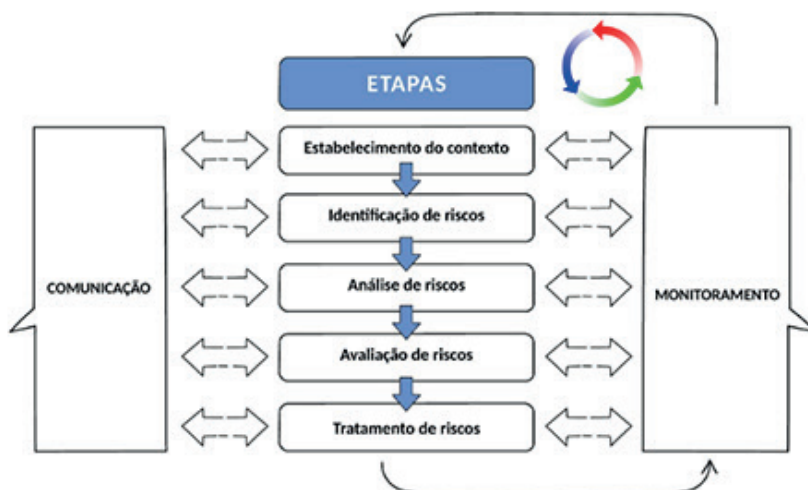 ETAPAS
Estabelecimento do contexto
Identificação de riscos
COMUNICAÇÃO
Análise de riscos
MONITORAMENTO
Avaliação de riscos
Tratamento de riscos